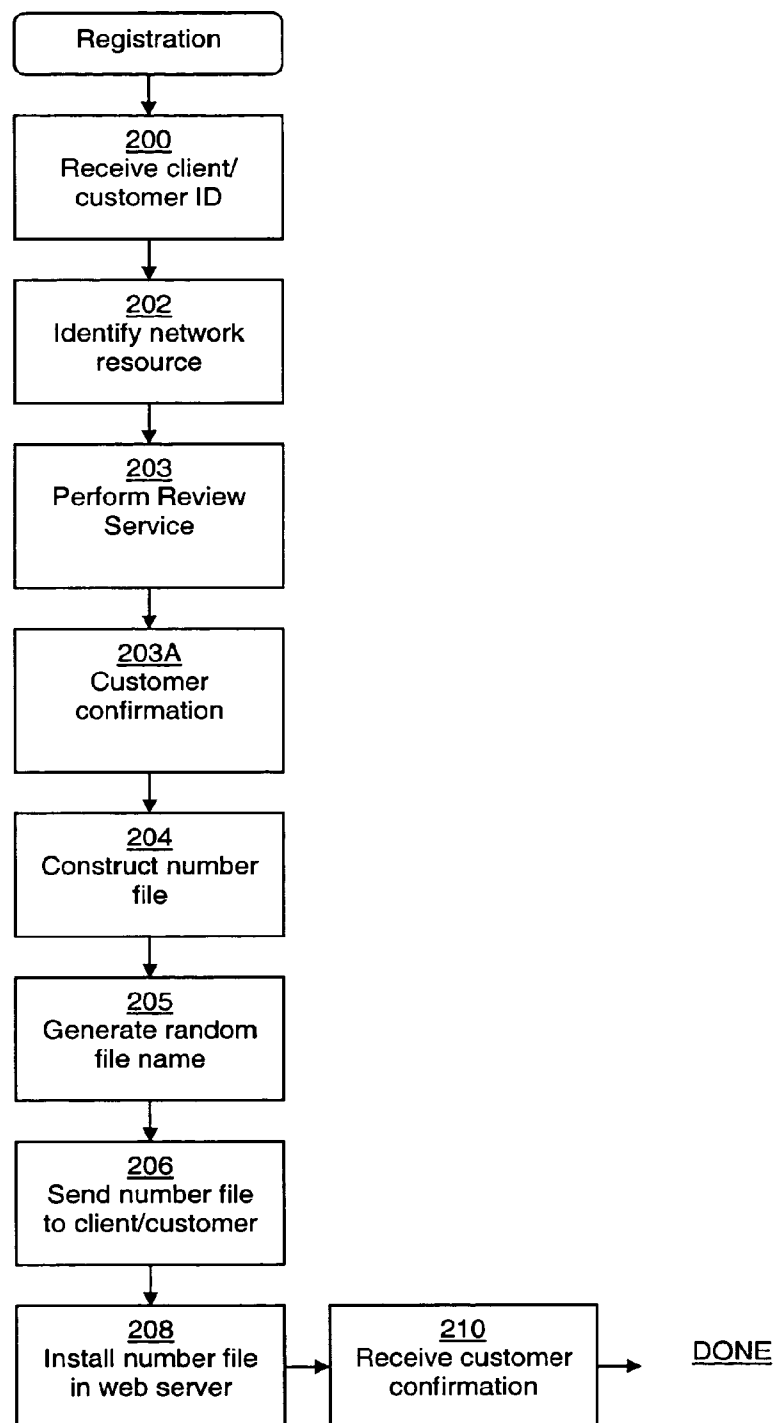 Registration
200
Receive client/
customer ID
202
Identify network
resource
203
Perform Review
Service
203A
Customer
confirmation
204
Construct number
file
205
Generate random
file name
206
Send number file
to client/customer
208
Install number file
in web server
210
Receive customer
confirmation
DONE